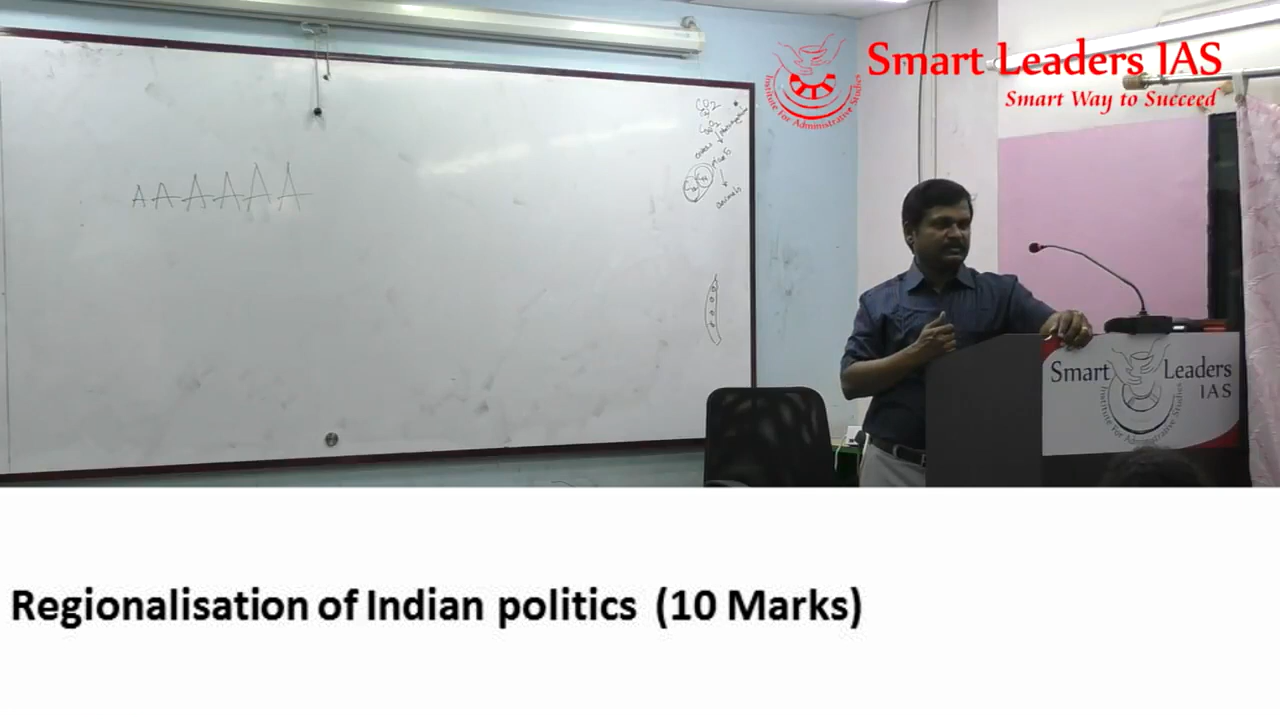 Smart Leaders IAS
Smart Way to Succeed
Institute For Administrative Studies
A A A A A A
Smart Leaders
IAS
Institute For Administrative Studies
Regionalisation of Indian politics (10 Marks)